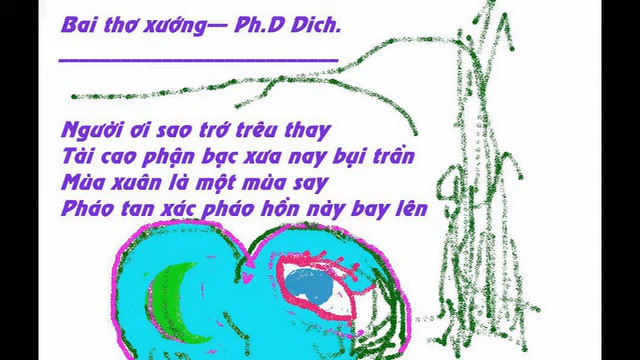 Bai thơ xướng--- Ph.D Dich.
Người ơi sao trớ trêu thay
Tài cao phận bạc xưa nay bụi trần
Mùa xuân là một mùa say
Pháo tan xác pháo hồn này bay lên